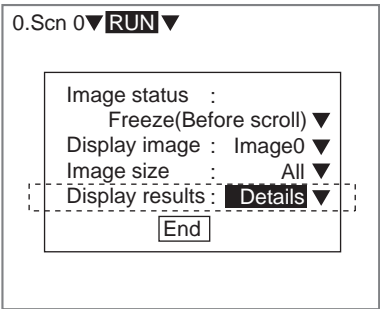 0.Scn 0▼ RUN ▼
Image status :
Freeze(Before scroll) ▼
Display image : Image0 ▼
Image size : All ▼
Display results : Details ▼
End